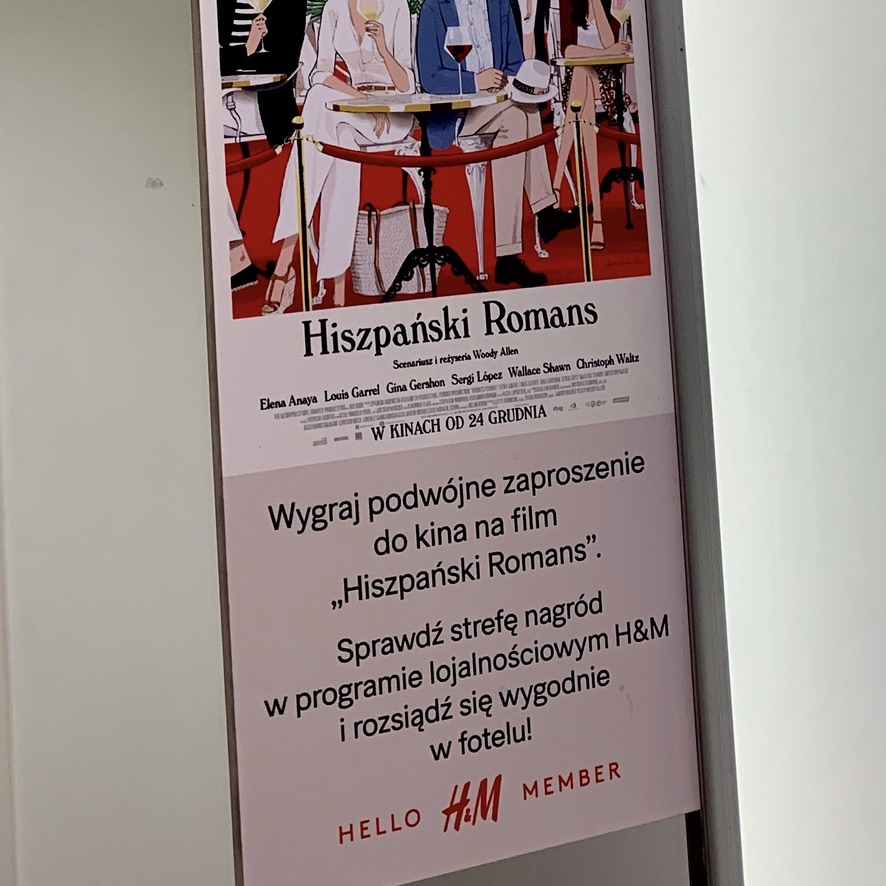 Hiszpański Romans
Scenariusz i reżyseria Woody Allen
Elena Anaya Louis Garrel Gina Gershon Sergi López Wallace Shawn Christoph Waltz
W KINACH OD 24 GRUDNIA
Wygraj podwójne zaproszenie
do kina na film
„Hiszpański Romans”.
Sprawdź strefę nagród
w programie lojalnościowym H&M
i rozsiądź się wygodnie
w fotelu!
HELLO H&M MEMBER